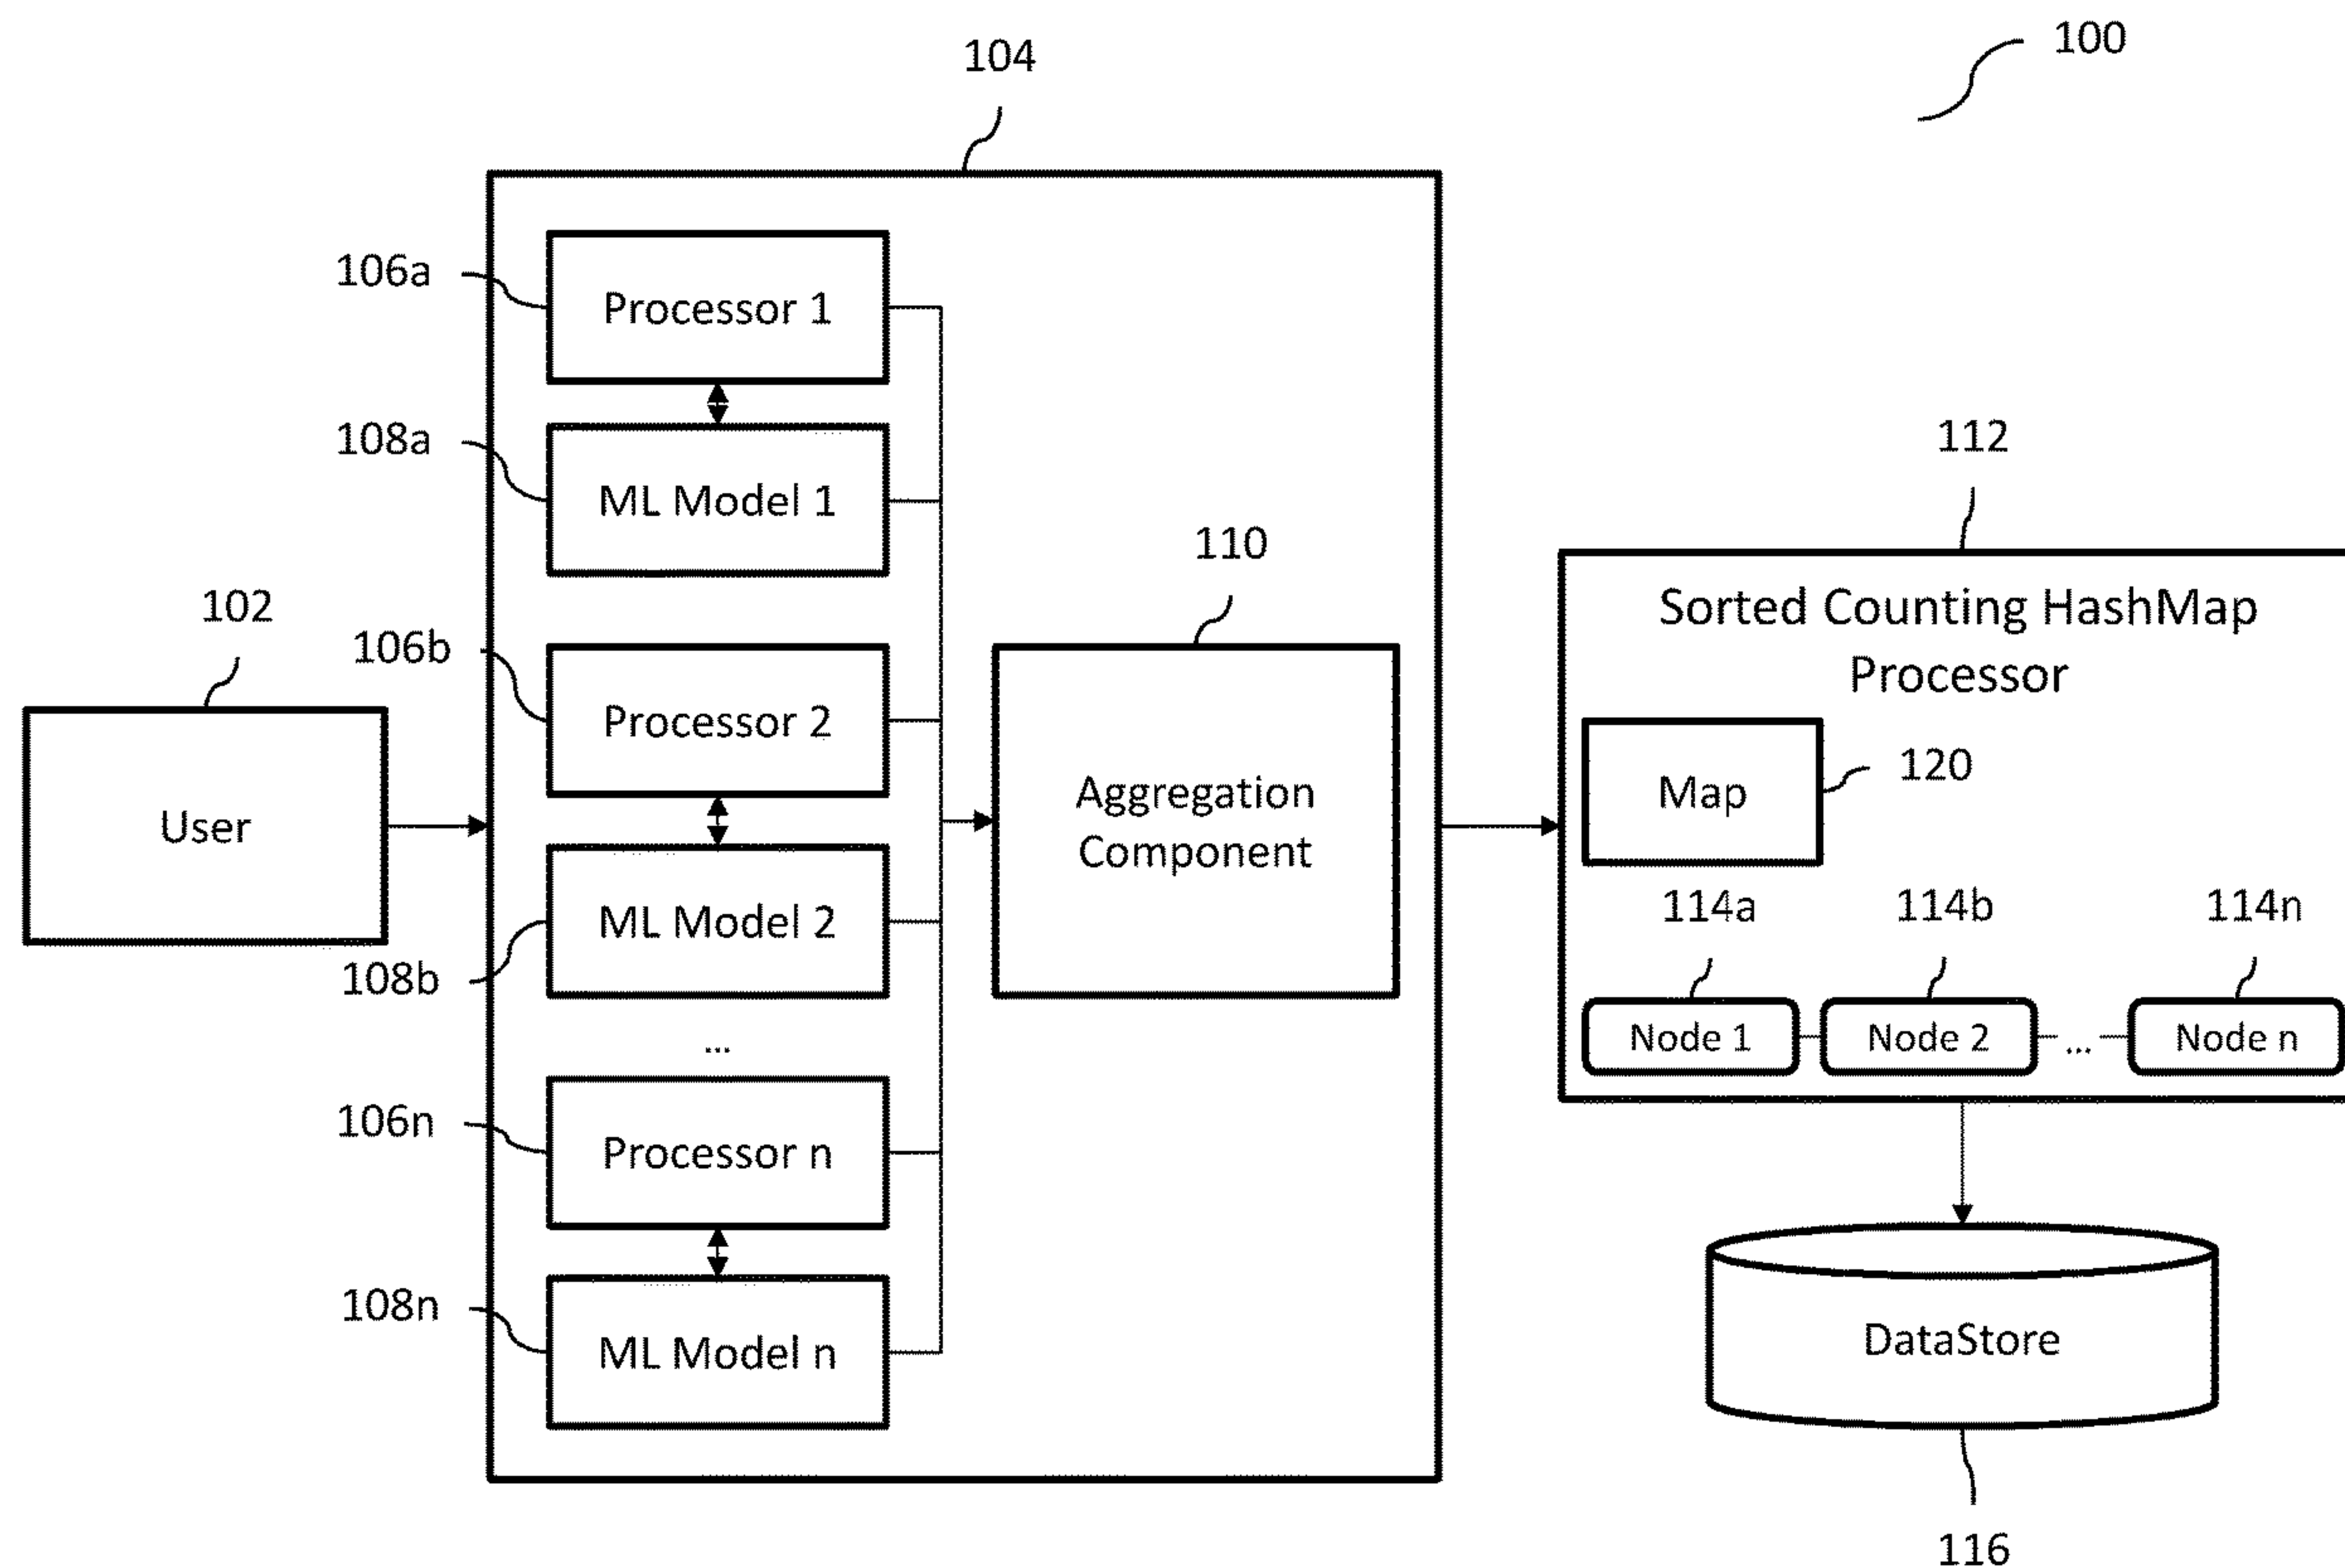 100
104
106a
Processor 1
108a
ML Model 1
102
User
106b
Processor 2
108b
ML Model 2
...
106n
Processor n
108n
ML Model n
110
Aggregation
Component
112
Sorted Counting HashMap
Processor
Map
120
114a 114b 114n
Node 1 Node 2 ... Node n
DataStore
116